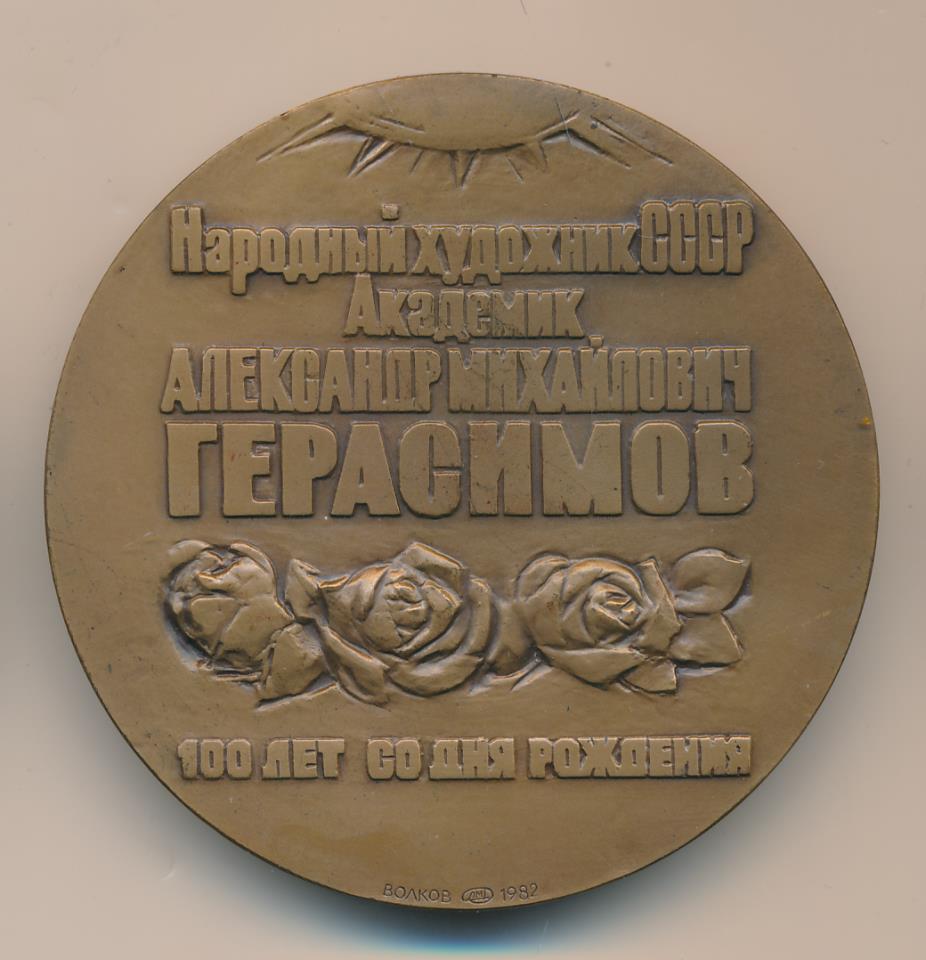 Народный художник СССР
Академик
АЛЕКСАНДР МИХАЙЛОВИЧ
ГЕРАСИМОВ
100 ЛЕТ СО ДНЯ РОЖДЕНИЯ
ВОЛКОВ ЛМД 1982